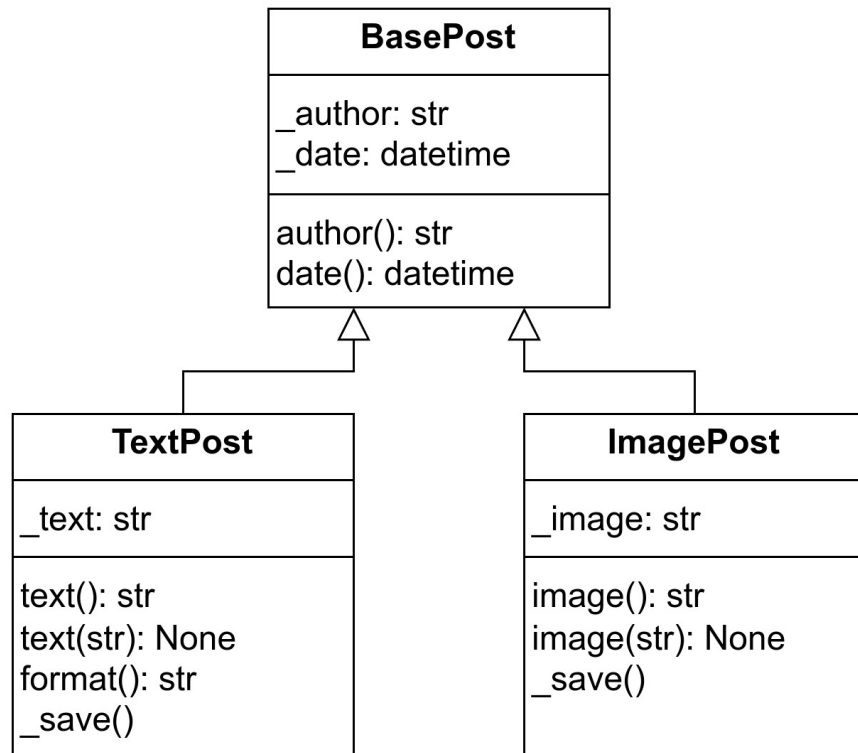 BasePost
_author: str
_date: datetime
author(): str
date(): datetime
TextPost
_text: str
text(): str
text(str): None
format(): str
_save()
ImagePost
_image: str
image(): str
image(str): None
_save()